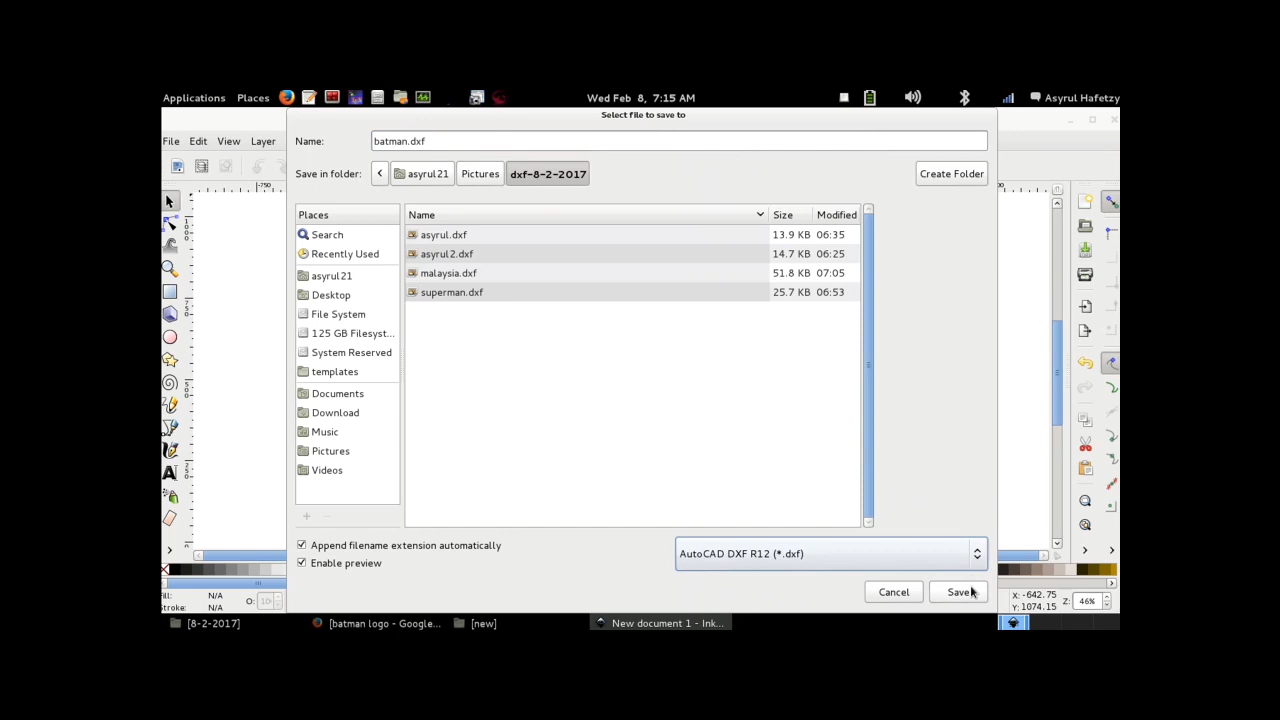 Applications Places Wed Feb 8, 7:15 AM Asyrul Hafetzy
Select file to save to
File Edit View Layer
Name: batman.dxf
Save in folder: < asyrul21 Pictures dxf-8-2-2017 Create Folder
-750
Places Name Size Modified
Search asyrul.dxf 13.9 KB 06:35
Recently Used asyrul2.dxf 14.7 KB 06:25
asyrul21 malaysia.dxf 51.8 KB 07:05
Desktop superman.dxf 25.7 KB 06:53
File System
125 GB Filesyst...
System Reserved
templates
Documents
Download
Music
Pictures
Videos
Append filename extension automatically
AutoCAD DXF R12 (*.dxf)
Enable preview
Cancel Save
Fill: N/A O: X: -642.75 Z: 46%
Stroke: N/A Y: 1074.15
[8-2-2017] [batman logo - Google... [new] New document 1 - Ink...